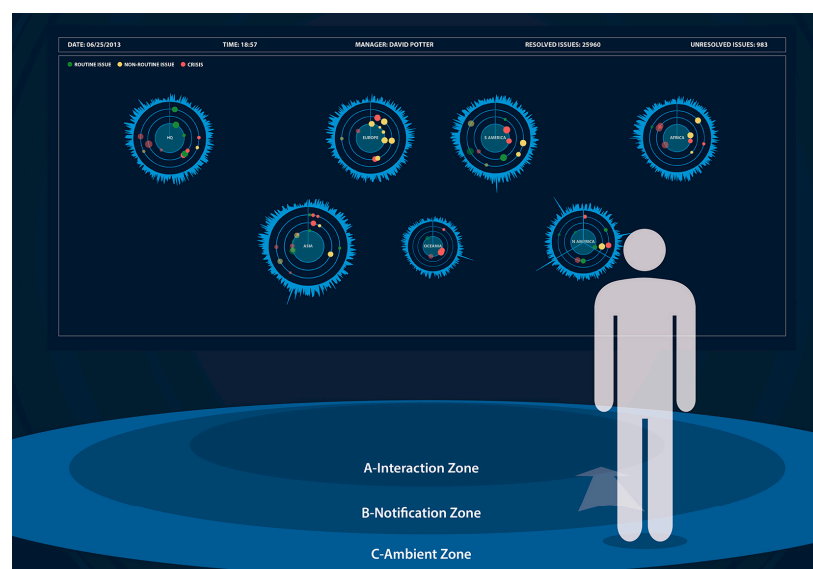 DATE: 06/25/2013 TIME: 18:57 MANAGER: DAVID POTTER RESOLVED ISSUES: 25960 UNRESOLVED ISSUES: 983
ROUTINE ISSUE NON-ROUTINE ISSUE CRISIS
HQ EUROPE S AMERICA AFRICA
ASIA OCEANIA N AMERICA
A-Interaction Zone
B-Notification Zone
C-Ambient Zone